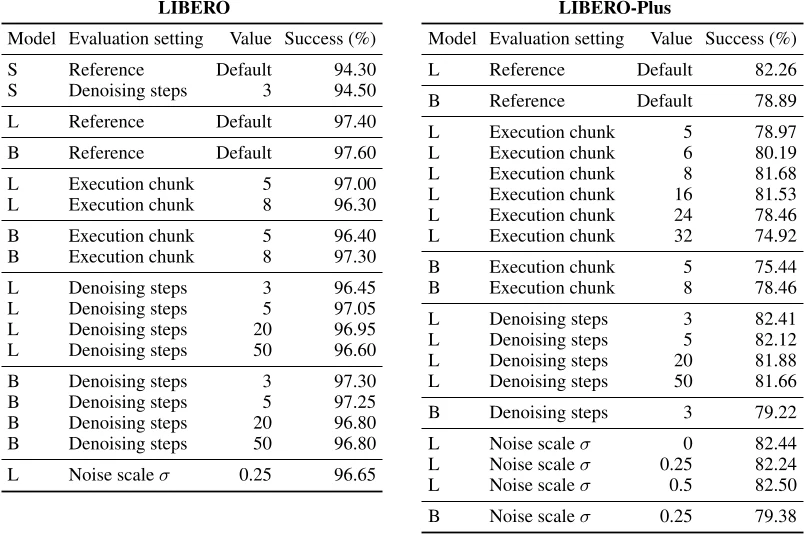 LIBERO
Model Evaluation setting Value Success (%)
S Reference Default 94.30
S Denoising steps 3 94.50
L Reference Default 97.40
B Reference Default 97.60
L Execution chunk 5 97.00
L Execution chunk 8 96.30
B Execution chunk 5 96.40
B Execution chunk 8 97.30
L Denoising steps 3 96.45
L Denoising steps 5 97.05
L Denoising steps 20 96.95
L Denoising steps 50 96.60
B Denoising steps 3 97.30
B Denoising steps 5 97.25
B Denoising steps 20 96.80
B Denoising steps 50 96.80
L Noise scale σ 0.25 96.65
LIBERO-Plus
Model Evaluation setting Value Success (%)
L Reference Default 82.26
B Reference Default 78.89
L Execution chunk 5 78.97
L Execution chunk 6 80.19
L Execution chunk 8 81.68
L Execution chunk 16 81.53
L Execution chunk 24 78.46
L Execution chunk 32 74.92
B Execution chunk 5 75.44
B Execution chunk 8 78.46
L Denoising steps 3 82.41
L Denoising steps 5 82.12
L Denoising steps 20 81.88
L Denoising steps 50 81.66
B Denoising steps 3 79.22
L Noise scale σ 0 82.44
L Noise scale σ 0.25 82.24
L Noise scale σ 0.5 82.50
B Noise scale σ 0.25 79.38